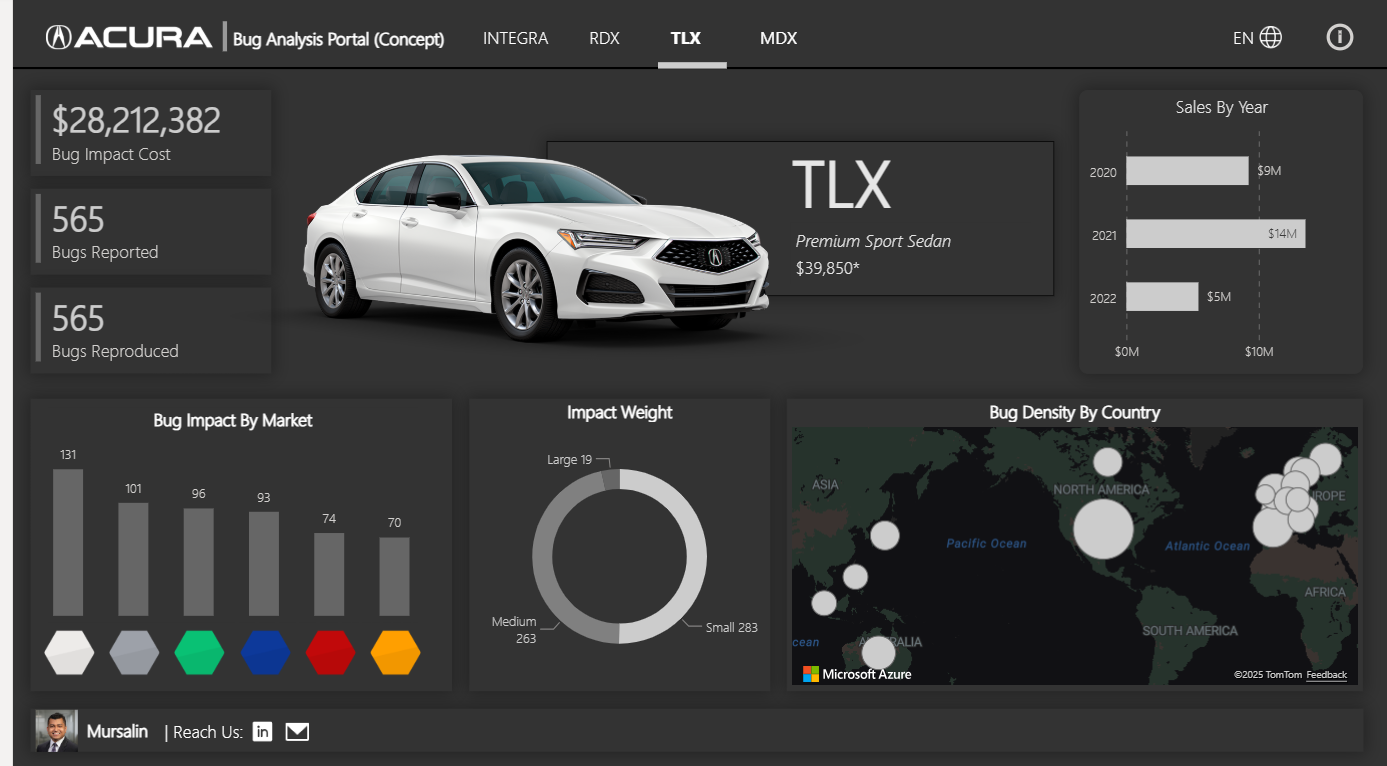 ACURA
Bug Analysis Portal (Concept)
INTEGRA
RDX
TLX
MDX
EN
$28,212,382
Bug Impact Cost
565
Bugs Reported
565
Bugs Reproduced
TLX
Premium Sport Sedan
$39,850*
Sales By Year
2020
$9M
2021
$14M
2022
$5M
$0M
$10M
Bug Impact By Market
131
101
96
93
74
70
Impact Weight
Large 19
Medium
263
Small 283
Bug Density By Country
ASIA
NORTH AMERICA
ROPE
Pacific Ocean
Atlantic Ocean
AFRICA
SOUTH AMERICA
cean
A RALIA
Microsoft Azure
©2025 TomTom Feedback
Mursalin
| Reach Us:
in